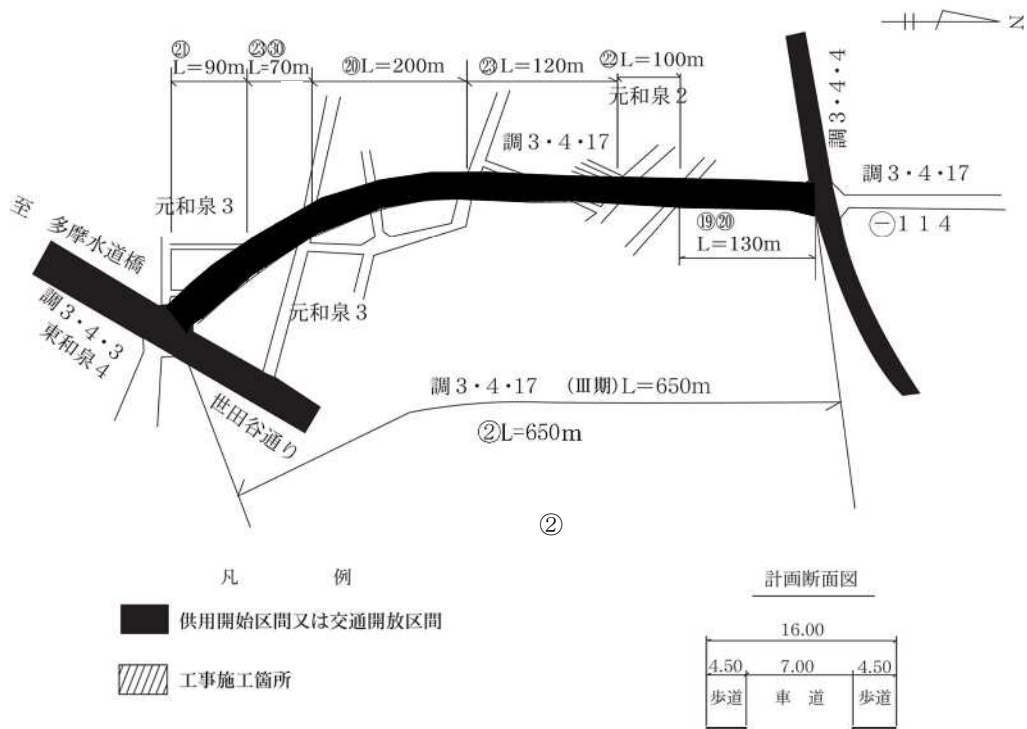 N
㉑
L=90m
㉓㉚
L=70m
⑳L=200m
㉓L=120m
㉒L=100m
元和泉2
調3・4・4
調3・4・17
調3・4・17
㊀114
元和泉3
至 多摩水道橋
⑲⑳
L=130m
調3・4・3
東和泉4
元和泉3
世田谷通り
調3・4・17 (Ⅲ期)L=650m
②L=650m
②
凡 例
供用開始区間又は交通開放区間
工事施工箇所
計画断面図
16.00
4.50 7.00 4.50
歩道 車 道 歩道